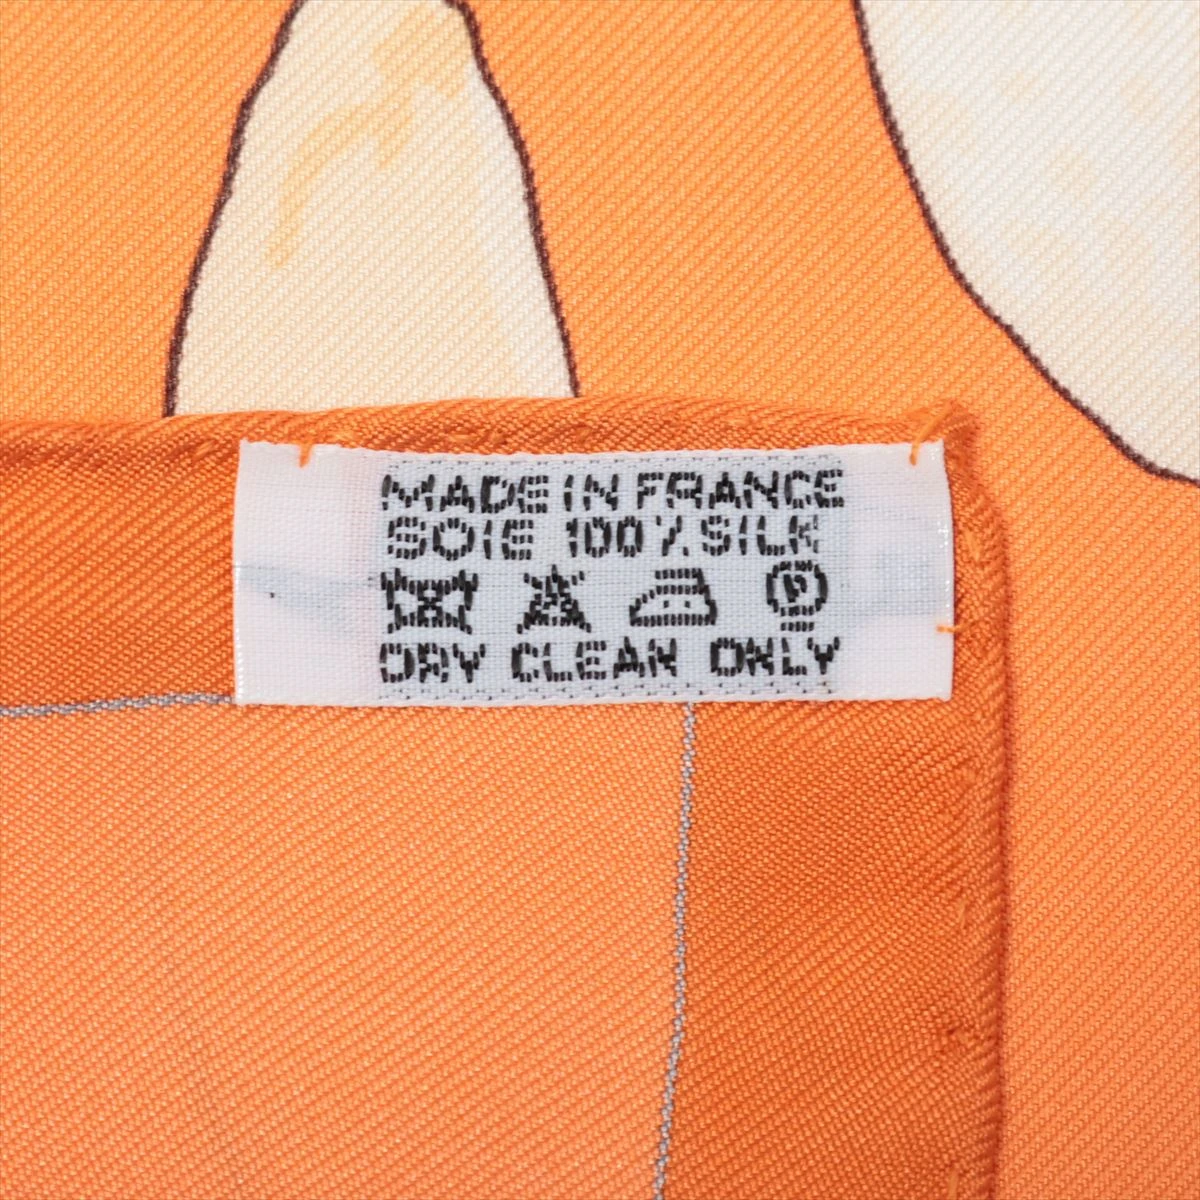 MADE IN FRANCE
SOIE 100% SILK
P
DRY CLEAN ONLY